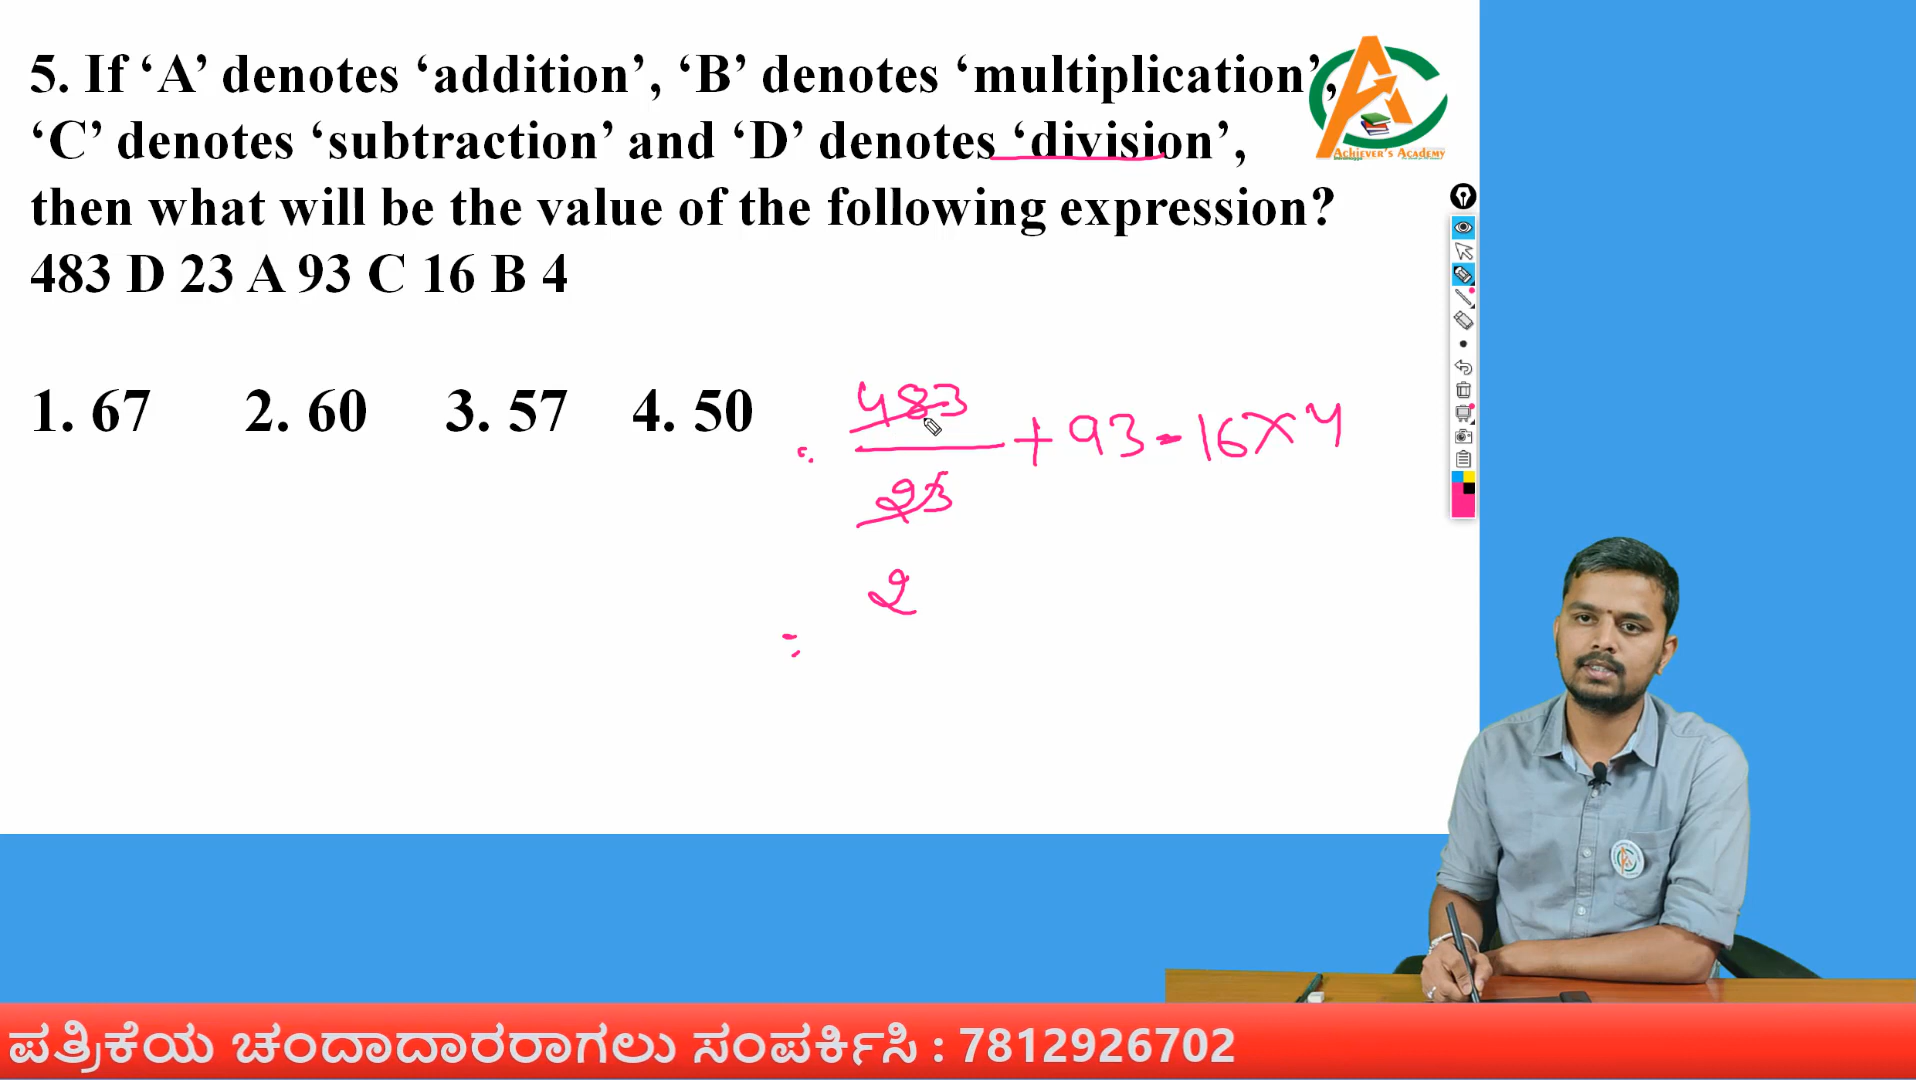 5. If ‘A’ denotes ‘addition’, ‘B’ denotes ‘multiplication’,
‘C’ denotes ‘subtraction’ and ‘D’ denotes ‘division’,
then what will be the value of the following expression?
483 D 23 A 93 C 16 B 4
1. 67 2. 60 3. 57 4. 50
483
+ 93 - 16 × 4
23
2
=
ACHIEVER'S ACADEMY
ಪತ್ರಿಕೆಯ ಚಂದಾದಾರರಾಗಲು ಸಂಪರ್ಕಿಸಿ : 7812926702